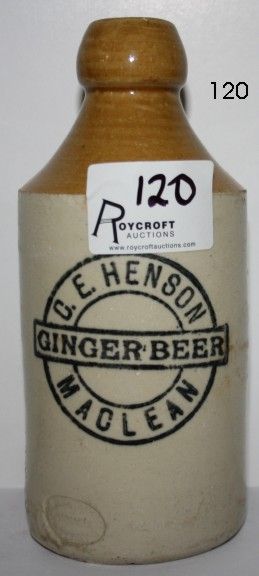 120
120
ROYCROFT
AUCTIONS
www.roycroftauctions.com
C. E. HENSON
GINGER BEER
MACLEAN